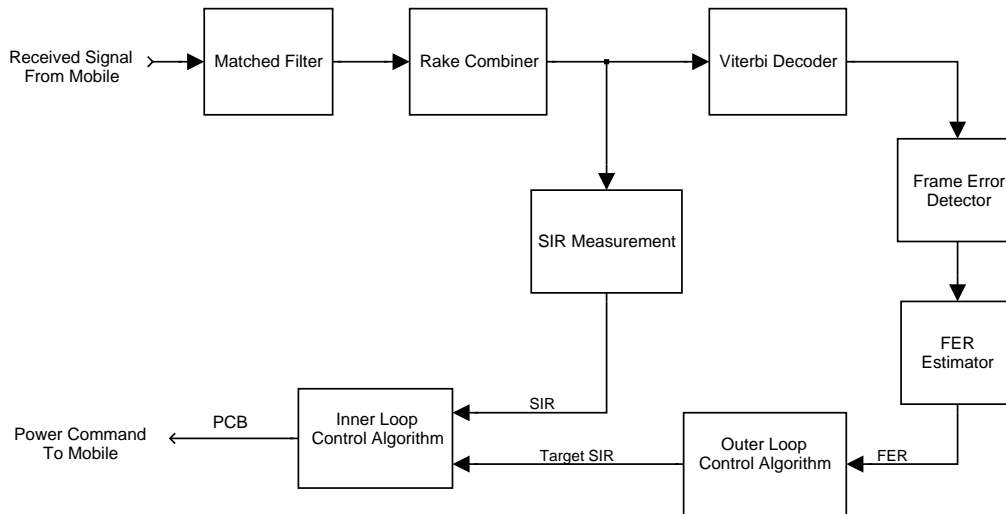 Received Signal
From Mobile
Matched Filter
Rake Combiner
Viterbi Decoder
Frame Error
Detector
SIR Measurement
FER
Estimator
SIR
PCB
Inner Loop
Control Algorithm
Power Command
To Mobile
Target SIR
Outer Loop
Control Algorithm
FER